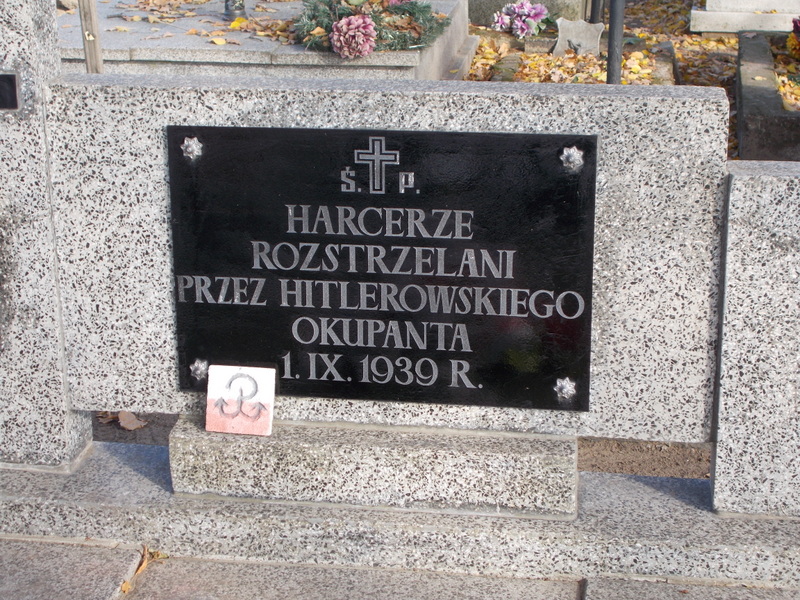 Ś. P.
HARCERZE
ROZSTRZELANI
PRZEZ HITLEROWSKIEGO
OKUPANTA
1. IX. 1939 R.